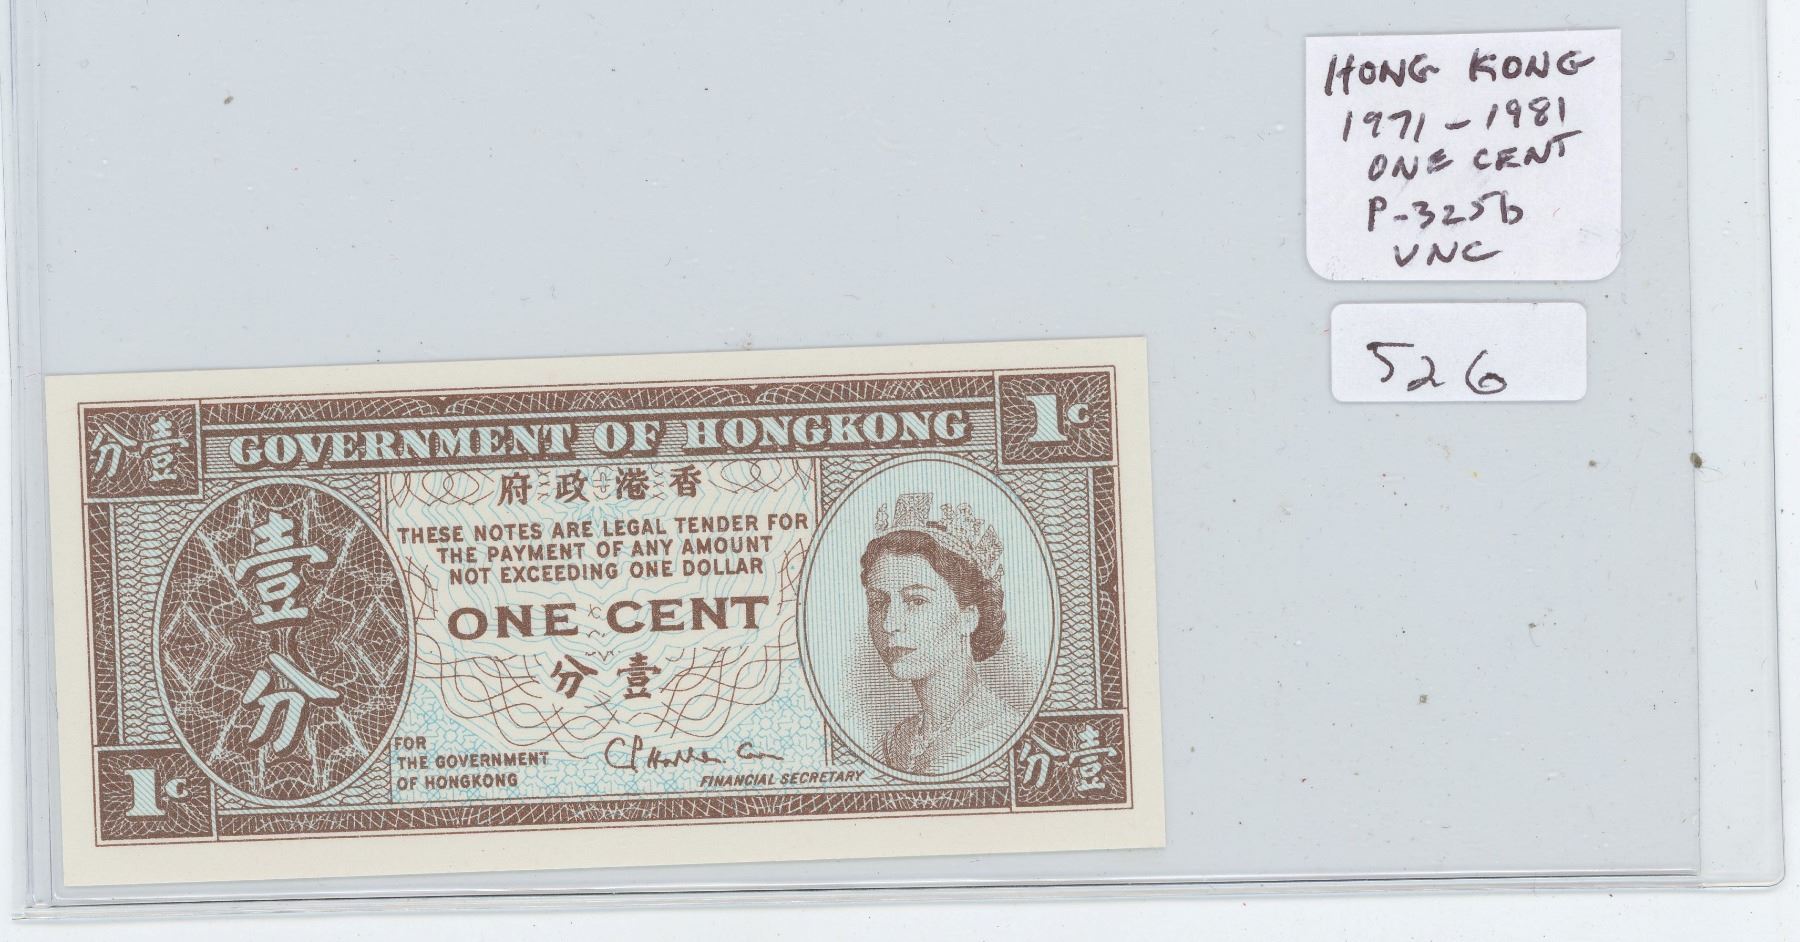 HONG KONG
1971-1981
ONE CENT
P-325b
UNC
526
分壹
GOVERNMENT OF HONGKONG
1c
府政港香
THESE NOTES ARE LEGAL TENDER FOR
THE PAYMENT OF ANY AMOUNT
NOT EXCEEDING ONE DOLLAR
壹分
ONE CENT
分壹
FOR
THE GOVERNMENT
OF HONGKONG
FINANCIAL SECRETARY
1c
分壹